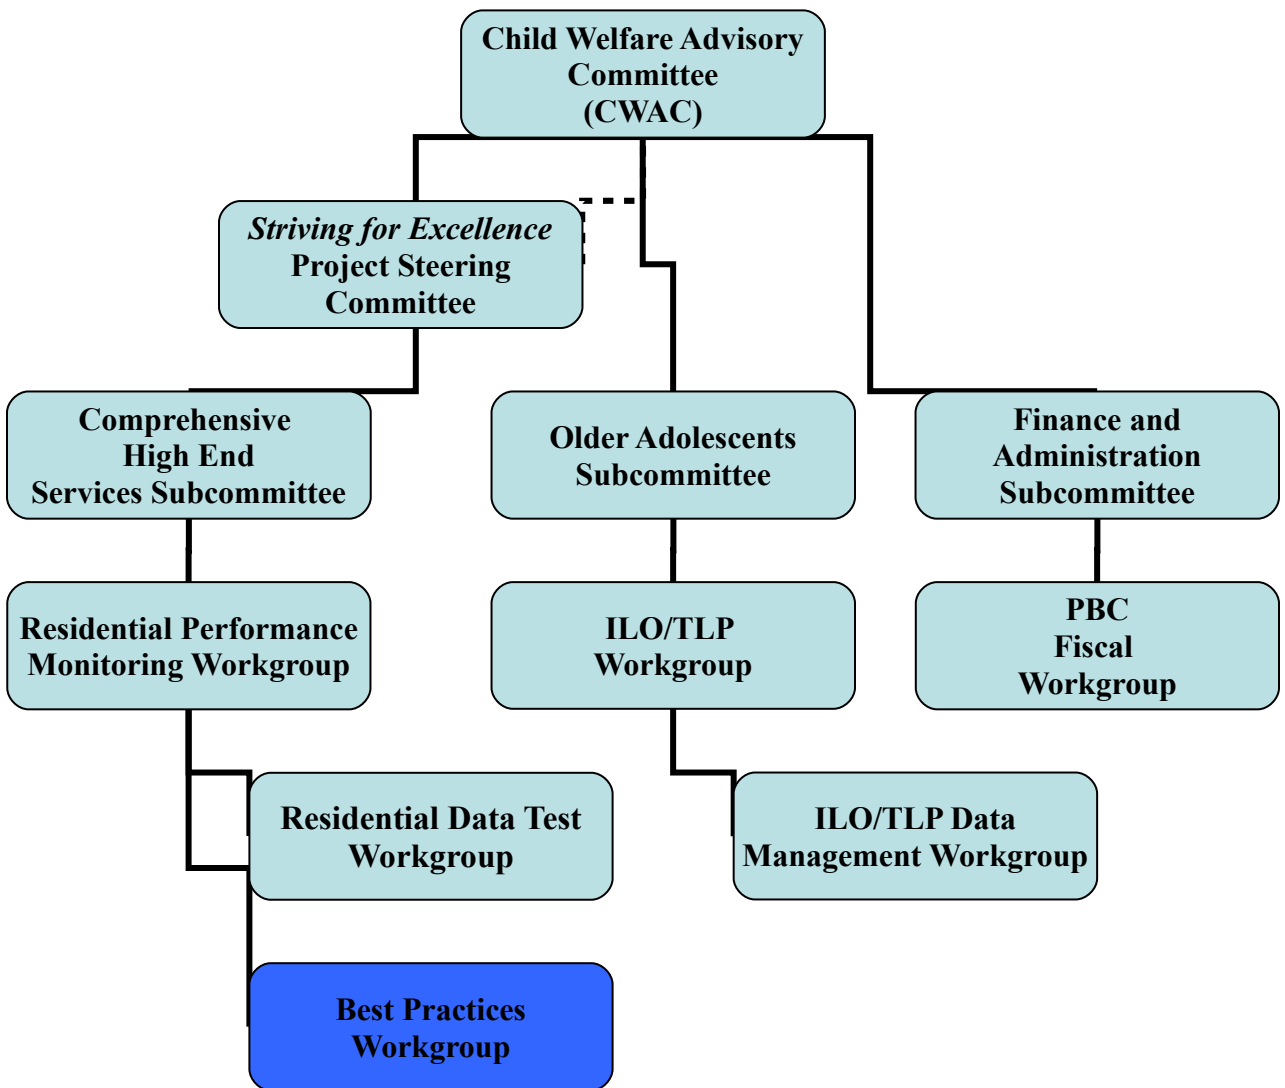 Child Welfare Advisory
Committee
(CWAC)
Striving for Excellence
Project Steering
Committee
Comprehensive
High End
Services Subcommittee
Older Adolescents
Subcommittee
Finance and
Administration
Subcommittee
Residential Performance
Monitoring Workgroup
ILO/TLP
Workgroup
PBC
Fiscal
Workgroup
Residential Data Test
Workgroup
ILO/TLP Data
Management Workgroup
Best Practices
Workgroup